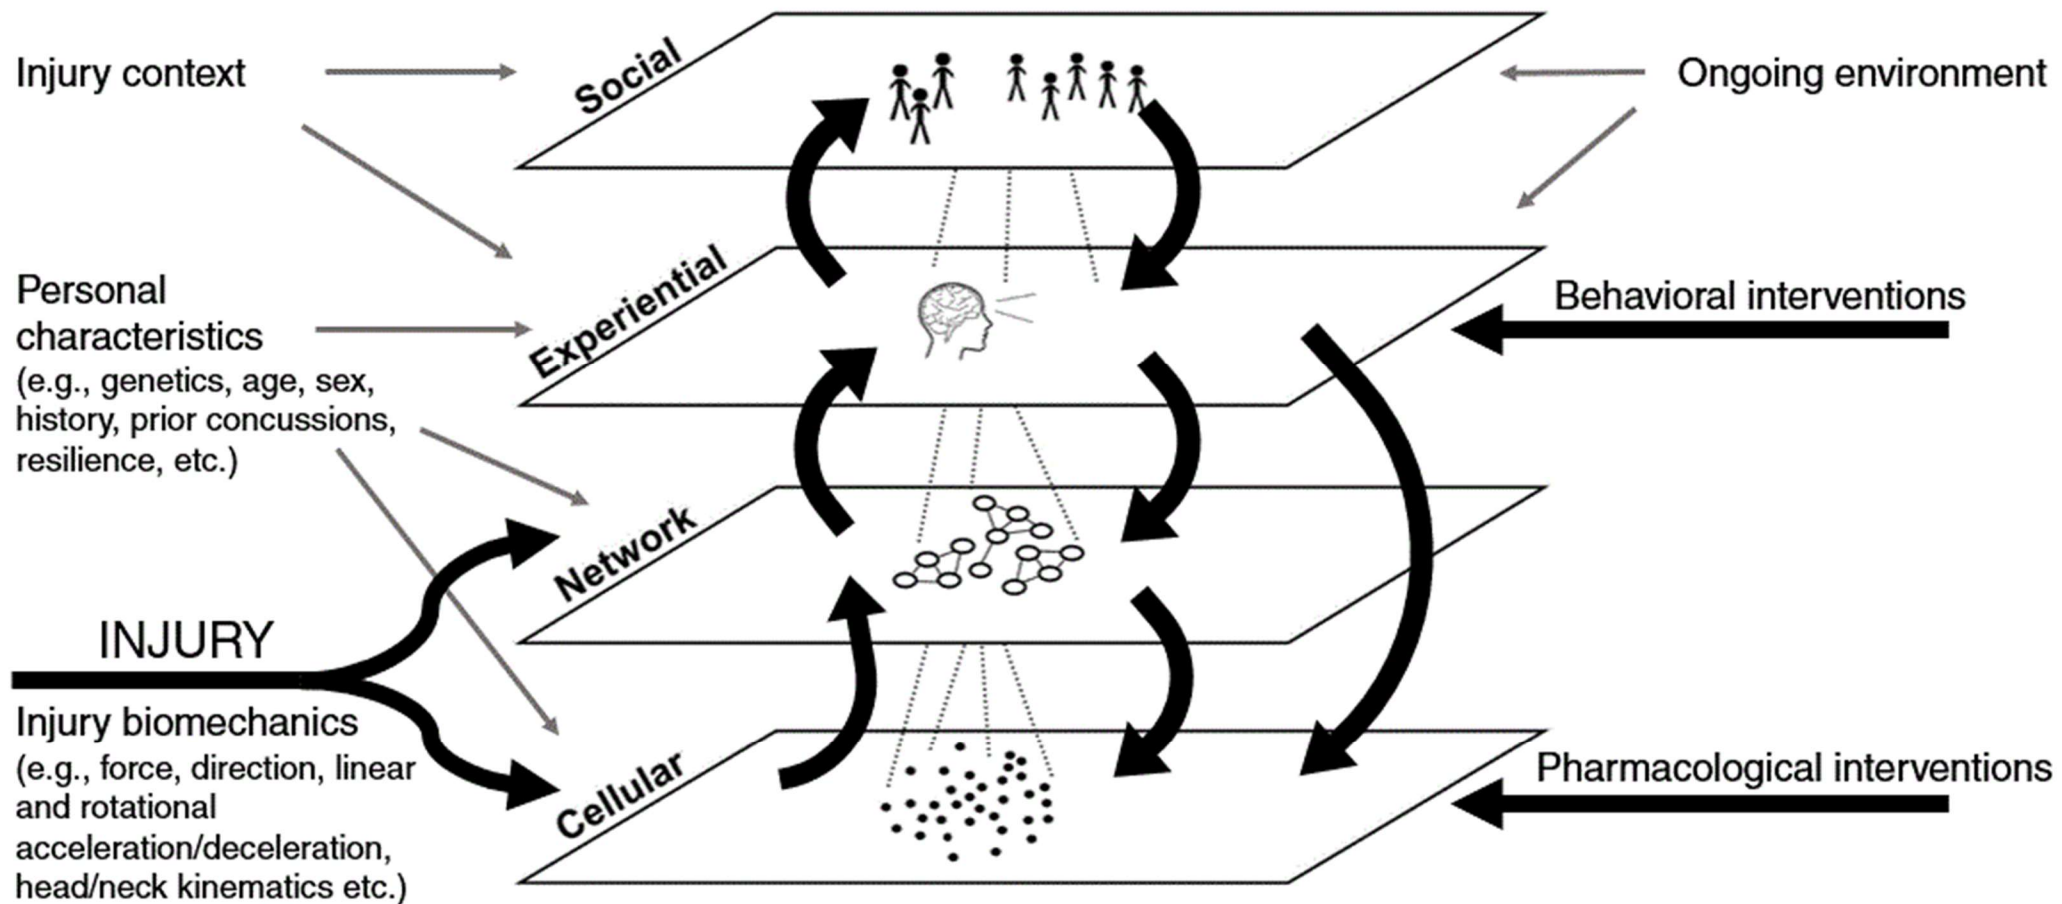 Injury context
Social
Ongoing environment
Personal
characteristics
(e.g., genetics, age, sex,
history, prior concussions,
resilience, etc.)
Experiential
Behavioral interventions
Network
INJURY
Injury biomechanics
(e.g., force, direction, linear
and rotational
acceleration/deceleration,
head/neck kinematics etc.)
Cellular
Pharmacological interventions